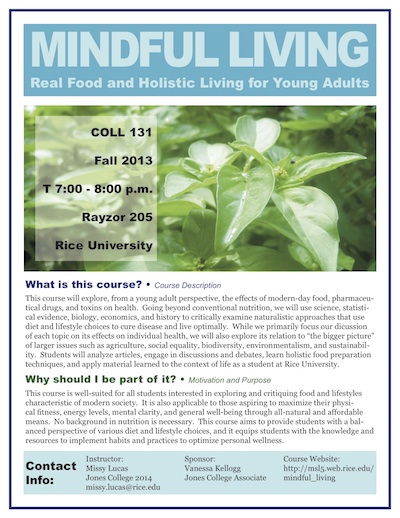 MINDFUL LIVING
Real Food and Holistic Living for Young Adults
COLL 131
Fall 2013
T 7:00 - 8:00 p.m.
Rayzor 205
Rice University
What is this course? • Course Description
This course will explore, from a young adult perspective, the effects of modern-day food, pharmaceu-
tical drugs, and toxins on health. Going beyond conventional nutrition, we will use science, statisti-
cal evidence, biology, economics, and history to critically examine naturalistic approaches that use
diet and lifestyle choices to cure disease and live optimally. While we primarily focus our dicussion
of each topic on its effects on individual health, we will also explore its relation to "the bigger picture"
of larger issues such as agriculture, social equality, biodiversity, environmentalism, and sustainabil-
ity. Students will analyze articles, engage in discussions and debates, learn holistic food preparation
techniques, and apply material learned to the context of life as a student at Rice University.
Why should I be part of it? • Motivation and Purpose
This course is well-suited for all students interested in exploring and critiquing food and lifestyles
characteristic of modern society. It is also applicable to those aspiring to maximize their physi-
cal fitness, energy levels, mental clarity, and general well-being through all-natural and affordable
means. No background in nutrition is necessary. This course aims to provide students with a bal-
anced perspective of various diet and lifestyle choices, and it equips students with the knowledge and
resources to implement habits and practices to optimize personal wellness.
Contact
Info:
Instructor:
Missy Lucas
Jones College 2014
missy.lucas@rice.edu
Sponsor:
Vanessa Kellogg
Jones College Associate
Course Website:
http://msl5.web.rice.edu/
mindful_living